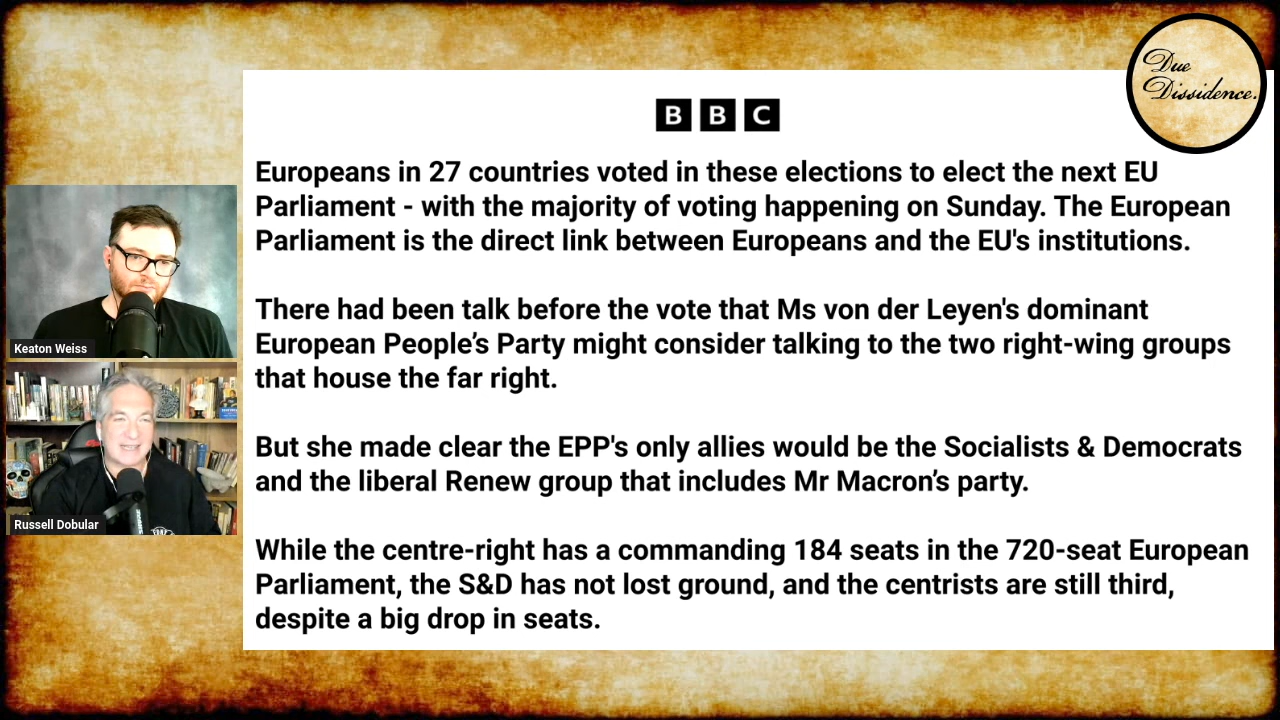 Due
Dissidence.
BBC
Europeans in 27 countries voted in these elections to elect the next EU
Parliament - with the majority of voting happening on Sunday. The European
Parliament is the direct link between Europeans and the EU's institutions.
There had been talk before the vote that Ms von der Leyen's dominant
European People’s Party might consider talking to the two right-wing groups
that house the far right.
But she made clear the EPP's only allies would be the Socialists & Democrats
and the liberal Renew group that includes Mr Macron’s party.
While the centre-right has a commanding 184 seats in the 720-seat European
Parliament, the S&D has not lost ground, and the centrists are still third,
despite a big drop in seats.
Keaton Weiss
Russell Dobular